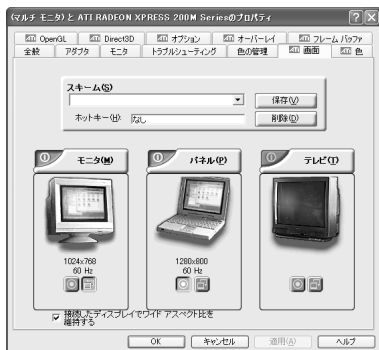 (マルチ モニタ) と ATI RADEON XPRESS 200M Seriesのプロパティ
OpenGL Direct3D オプション オーバーレイ フレーム バッファ
全般 アダプタ モニタ トラブルシューティング 色の管理 画面 色
スキーム(S)
保存(V)
ホットキー(H): なし 削除(D)
モニタ(M) パネル(P) テレビ(T)
1024x768 1280x800
60 Hz 60 Hz
接続したディスプレイでワイド アスペクト比を
維持する
OK キャンセル 適用(A) ヘルプ